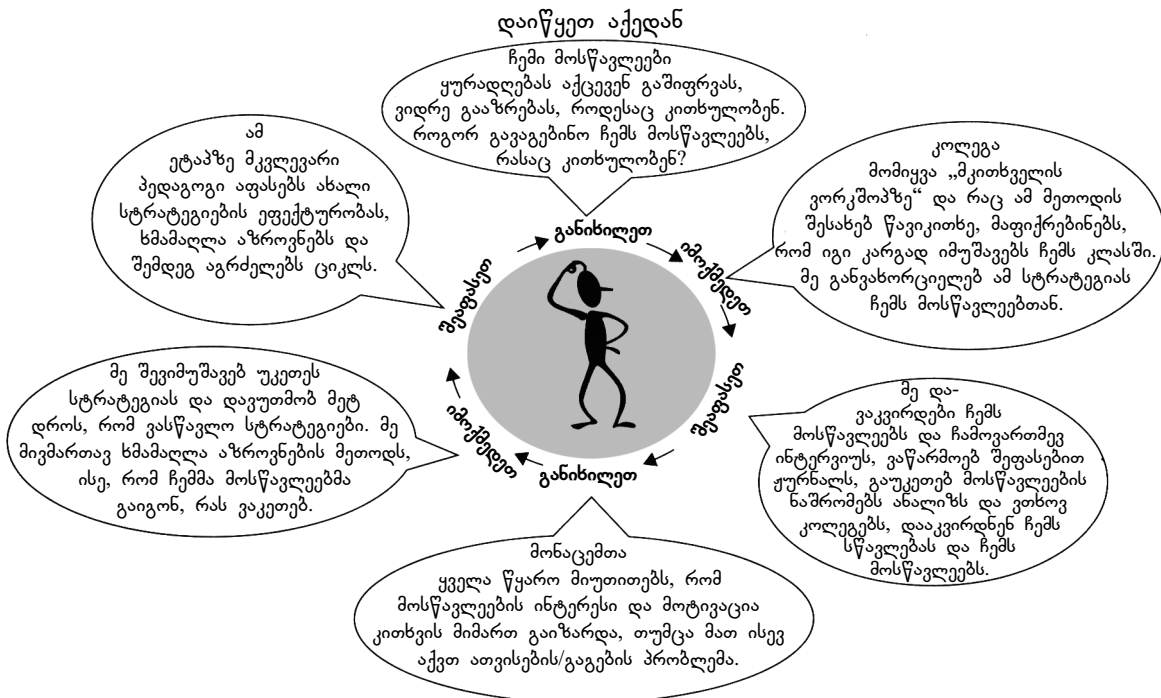 დაიწყეთ აქედან
ჩემი მოსწავლეები
ყურადღებას აქცევენ გაშიფრვას,
ვიდრე გააზრებას, როდესაც კითხულობენ.
როგორ გავაგებინო ჩემს მოსწავლეებს,
რასაც კითხულობენ?
განიხილეთ
კოლეგა
მომიყვა „მკითხველის
ვორკშოპზე“ და რაც ამ მეთოდის
შესახებ წავიკითხე, მაფიქრებინებს,
რომ იგი კარგად იმუშავებს ჩემს კლასში.
მე განვახორციელებ ამ სტრატეგიას
ჩემს მოსწავლეებთან.
იმოქმედეთ
მე და-
ვაკვირდები ჩემს
მოსწავლეებს და ჩამოვართმევ
ინტერვიუს, ვაწარმოებ შეფასებით
ჟურნალს, გაუკეთებ მოსწავლეების
ნაშრომებს ანალიზს და ვთხოვ
კოლეგებს, დააკვირდნენ ჩემს
სწავლებას და ჩემს
მოსწავლეებს.
შეაფასეთ
მონაცემთა
ყველა წყარო მიუთითებს, რომ
მოსწავლეების ინტერესი და მოტივაცია
კითხვის მიმართ გაიზარდა, თუმცა მათ ისევ
აქვთ ათვისების/გაგების პრობლემა.
განიხილეთ
მე შევიმუშავებ უკეთეს
სტრატეგიას და დავუთმობ მეტ
დროს, რომ ვასწავლო სტრატეგიები. მე
მივმართავ ხმამაღლა აზროვნების მეთოდს,
ისე, რომ ჩემმა მოსწავლეებმა
გაიგონ, რას ვაკეთებ.
იმოქმედეთ
ამ
ეტაპზე მკვლევარი
პედაგოგი აფასებს ახალი
სტრატეგიების ეფექტურობას,
ხმამაღლა აზროვნებს და
შემდეგ აგრძელებს ციკლს.
შეაფასეთ